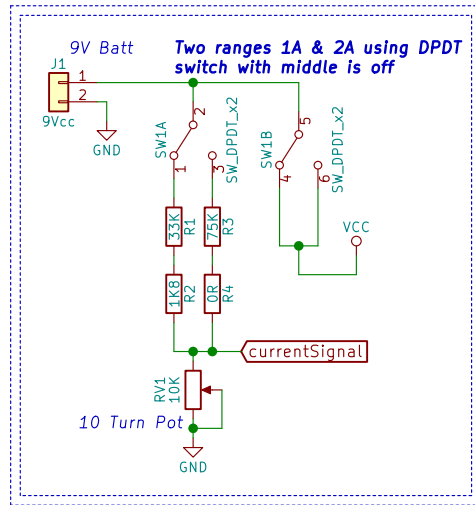 9V Batt
Two ranges 1A & 2A using DPDT
switch with middle is off
J1
1
2
9Vcc
GND
SW1A
2
1
3
SW_DPDT_x2
SW1B
5
4
6
SW_DPDT_x2
VCC
33K
R1
75K
R3
1K8
R2
0R
R4
currentSignal
RV1
10K
10 Turn Pot
GND